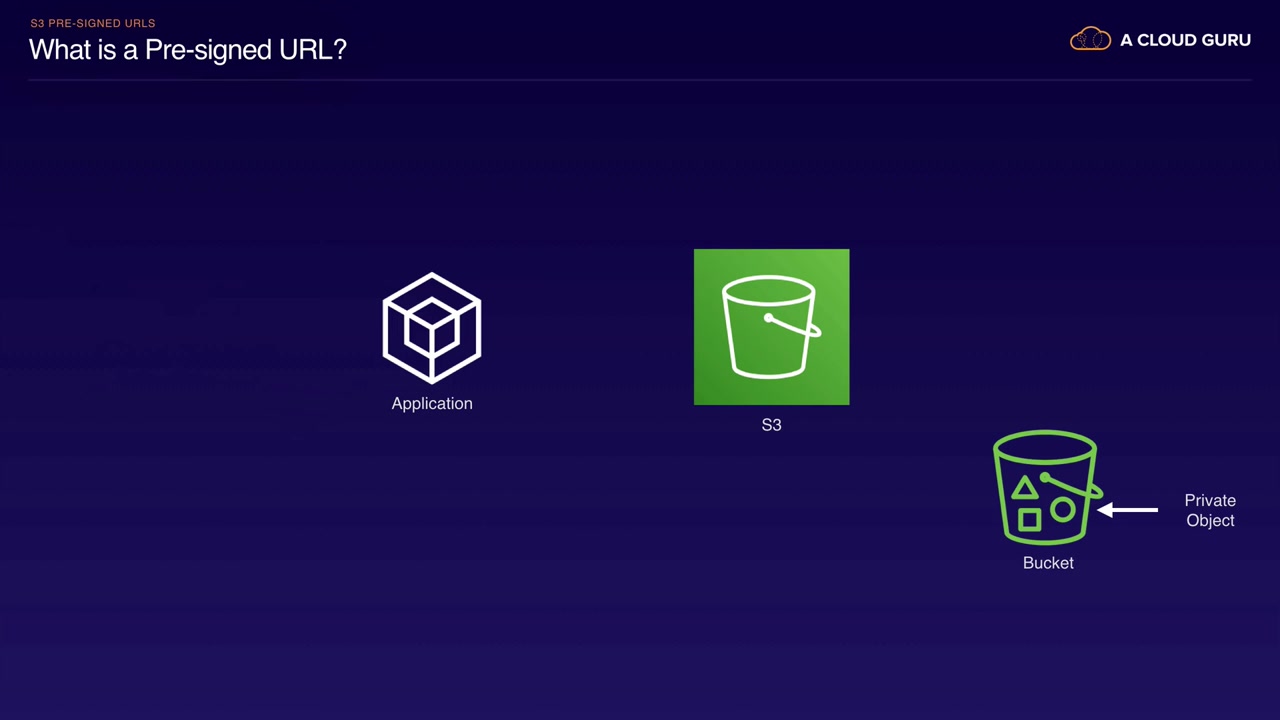 S3 PRE-SIGNED URLS
What is a Pre-signed URL?
A CLOUD GURU
Application
S3
Private
Object
Bucket